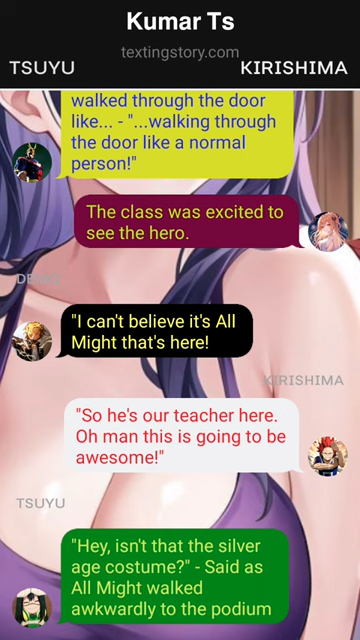 Kumar Ts
textingstory.com
TSUYU
KIRISHIMA
walked through the door
like... - "...walking through
the door like a normal
person!"
The class was excited to
see the hero.
DENKI
"I can't believe it's All
Might that's here!
KIRISHIMA
"So he's our teacher here.
Oh man this is going to be
awesome!"
TSUYU
"Hey, isn't that the silver
age costume?" - Said as
All Might walked
awkwardly to the podium